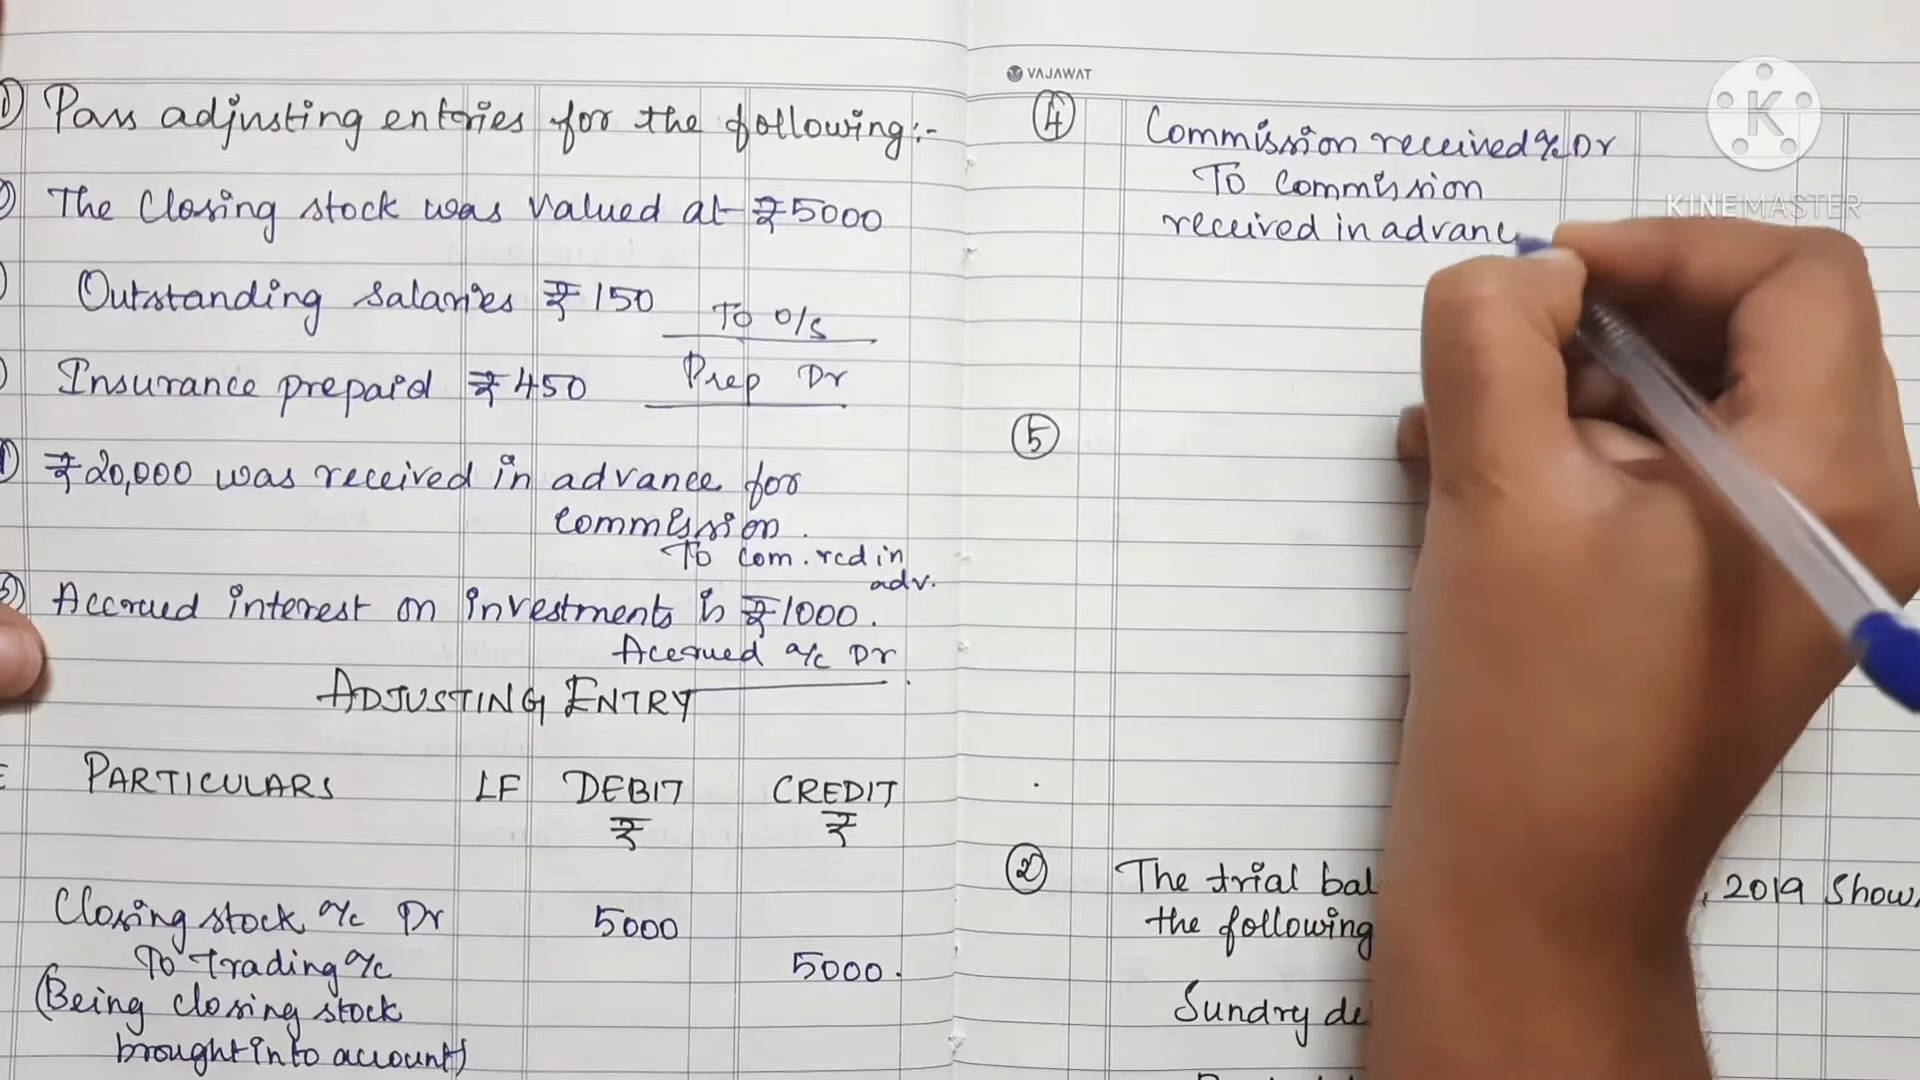 ① Pass adjusting entries for the following:-
The Closing stock was valued at ₹5000
Outstanding salaries ₹150 To O/s
Insurance prepaid ₹450 Prep Dr
₹20,000 was received in advance for
commission.
To com. rcd in
adv.
Accrued interest on investments is ₹1000.
Accrued a/c Dr
ADJUSTING ENTRY
PARTICULARS LF DEBIT CREDIT
₹ ₹
Closing stock a/c Dr 5000
To Trading a/c 5000.
(Being closing stock
brought into account)
VAJAWAT
④ Commission received a/c Dr
To Commission
received in advanc
⑤
② The trial bal , 2019 Show
the following
Sundry de
K
KINEMASTER